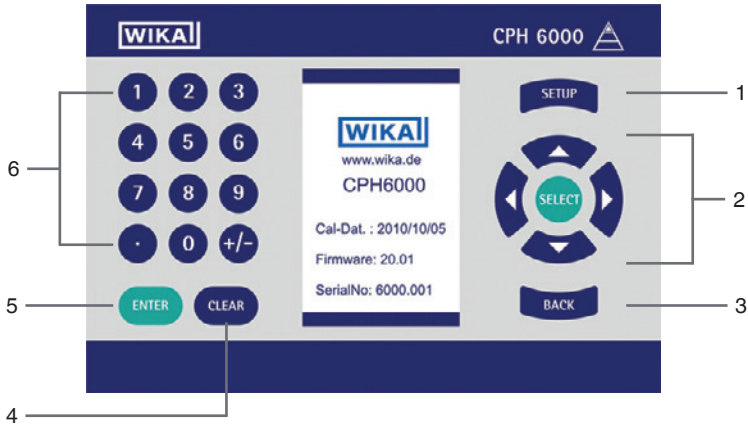 WIKAI
CPH 6000
1 2 3
4 5 6
7 8 9
· 0 +/-
ENTER CLEAR
WIKAI
www.wika.de
CPH6000
Cal-Dat. : 2010/10/05
Firmware: 20.01
SerialNo: 6000.001
SETUP
SELECT
BACK
1
2
3
4
5
6